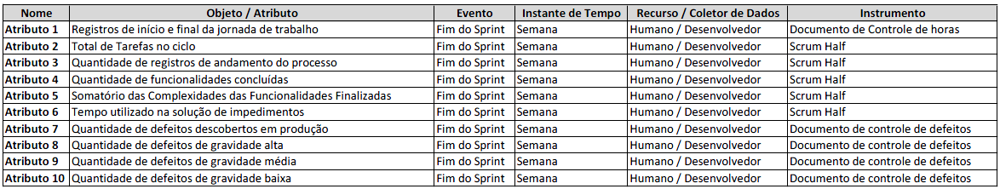 Nome Objeto / Atributo Evento Instante de Tempo Recurso / Coletor de Dados Instrumento
Atributo 1 Registros de início e final da jornada de trabalho Fim do Sprint Semana Humano / Desenvolvedor Documento de Controle de horas
Atributo 2 Total de Tarefas no ciclo Fim do Sprint Semana Humano / Desenvolvedor Scrum Half
Atributo 3 Quantidade de registros de andamento do processo Fim do Sprint Semana Humano / Desenvolvedor Scrum Half
Atributo 4 Quantidade de funcionalidades concluídas Fim do Sprint Semana Humano / Desenvolvedor Scrum Half
Atributo 5 Somatório das Complexidades das Funcionalidades Finalizadas Fim do Sprint Semana Humano / Desenvolvedor Scrum Half
Atributo 6 Tempo utilizado na solução de impedimentos Fim do Sprint Semana Humano / Desenvolvedor Scrum Half
Atributo 7 Quantidade de defeitos descobertos em produção Fim do Sprint Semana Humano / Desenvolvedor Documento de controle de defeitos
Atributo 8 Quantidade de defeitos de gravidade alta Fim do Sprint Semana Humano / Desenvolvedor Documento de controle de defeitos
Atributo 9 Quantidade de defeitos de gravidade média Fim do Sprint Semana Humano / Desenvolvedor Documento de controle de defeitos
Atributo 10 Quantidade de defeitos de gravidade baixa Fim do Sprint Semana Humano / Desenvolvedor Documento de controle de defeitos